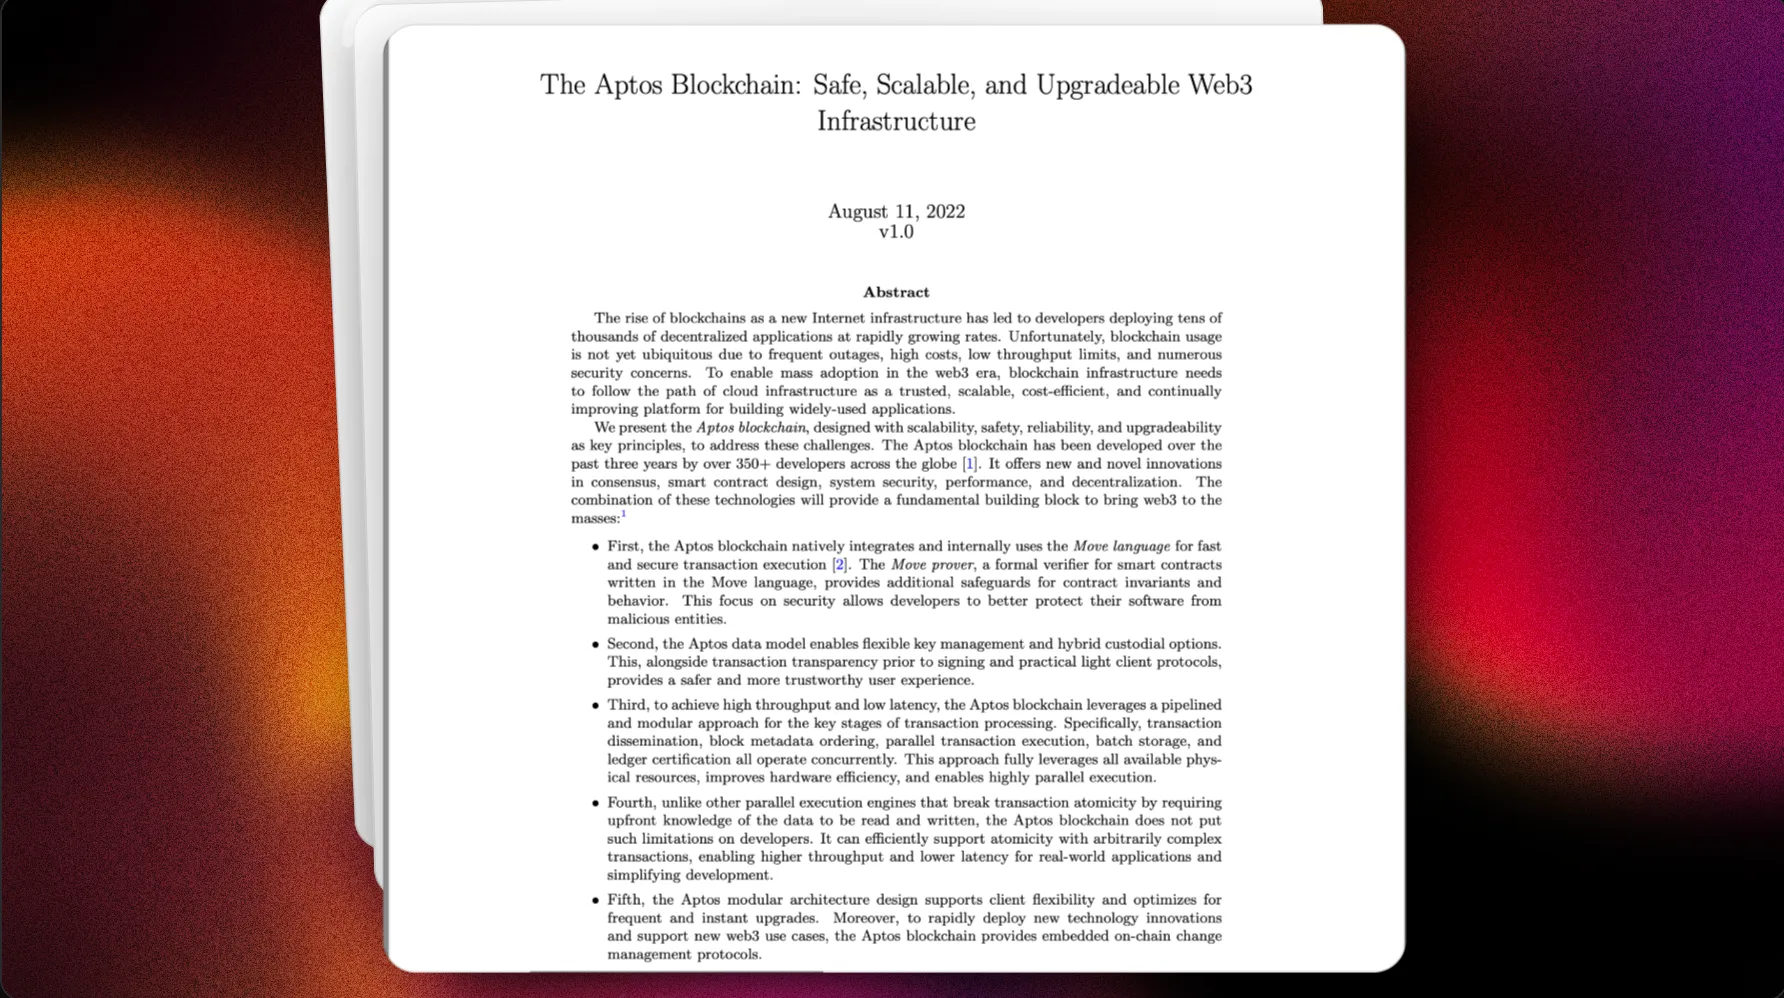 The Aptos Blockchain: Safe, Scalable, and Upgradeable Web3
Infrastructure
August 11, 2022
v1.0
Abstract
The rise of blockchains as a new Internet infrastructure has led to developers deploying tens of
thousands of decentralized applications at rapidly growing rates. Unfortunately, blockchain usage
is not yet ubiquitous due to frequent outages, high costs, low throughput limits, and numerous
security concerns. To enable mass adoption in the web3 era, blockchain infrastructure needs
to follow the path of cloud infrastructure as a trusted, scalable, cost-efficient, and continually
improving platform for building widely-used applications.
We present the Aptos blockchain, designed with scalability, safety, reliability, and upgradeability
as key principles, to address these challenges. The Aptos blockchain has been developed over the
past three years by over 350+ developers across the globe [1]. It offers new and novel innovations
in consensus, smart contract design, system security, performance, and decentralization. The
combination of these technologies will provide a fundamental building block to bring web3 to the
masses:1
• First, the Aptos blockchain natively integrates and internally uses the Move language for fast
and secure transaction execution [2]. The Move prover, a formal verifier for smart contracts
written in the Move language, provides additional safeguards for contract invariants and
behavior. This focus on security allows developers to better protect their software from
malicious entities.
• Second, the Aptos data model enables flexible key management and hybrid custodial options.
This, alongside transaction transparency prior to signing and practical light client protocols,
provides a safer and more trustworthy user experience.
• Third, to achieve high throughput and low latency, the Aptos blockchain leverages a pipelined
and modular approach for the key stages of transaction processing. Specifically, transaction
dissemination, block metadata ordering, parallel transaction execution, batch storage, and
ledger certification all operate concurrently. This approach fully leverages all available phys-
ical resources, improves hardware efficiency, and enables highly parallel execution.
• Fourth, unlike other parallel execution engines that break transaction atomicity by requiring
upfront knowledge of the data to be read and written, the Aptos blockchain does not put
such limitations on developers. It can efficiently support atomicity with arbitrarily complex
transactions, enabling higher throughput and lower latency for real-world applications and
simplifying development.
• Fifth, the Aptos modular architecture design supports client flexibility and optimizes for
frequent and instant upgrades. Moreover, to rapidly deploy new technology innovations
and support new web3 use cases, the Aptos blockchain provides embedded on-chain change
management protocols.